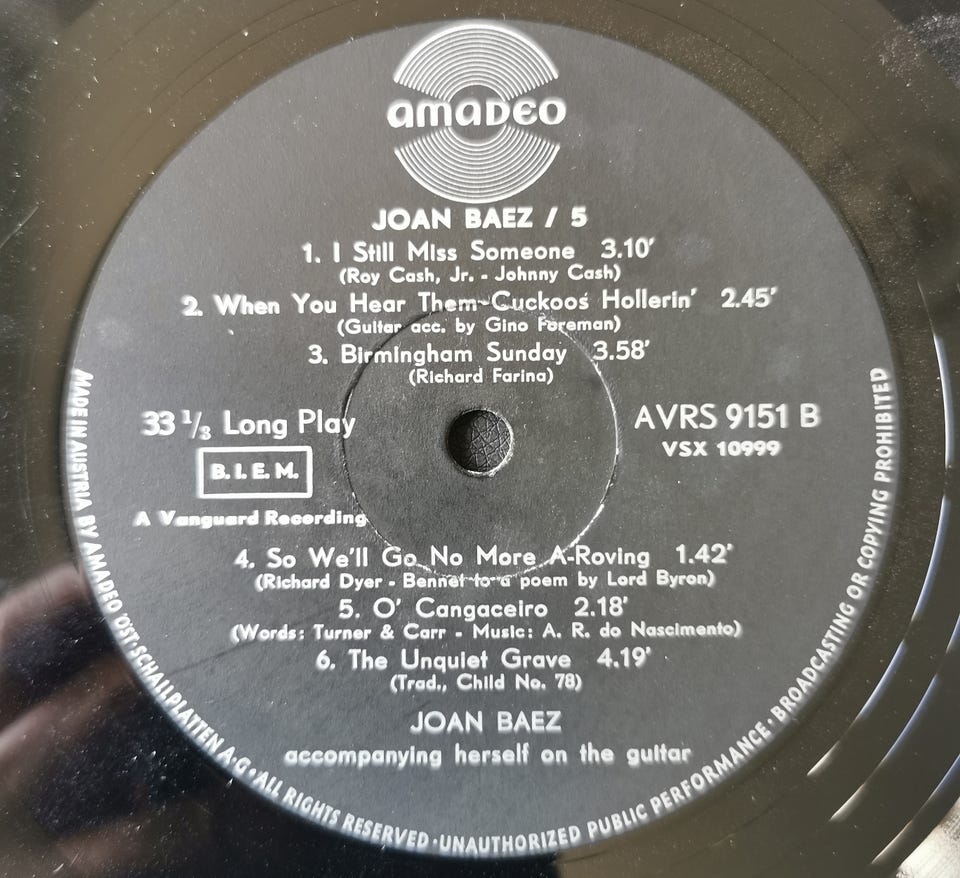 amadeo
JOAN BAEZ / 5
1. I Still Miss Someone 3.10'
(Roy Cash, Jr. - Johnny Cash)
2. When You Hear Them Cuckoos Hollerin' 2.45'
(Guitar acc. by Gino Foreman)
3. Birmingham Sunday 3.58'
(Richard Farina)
33 1/3 Long Play
B.I.E.M.
A Vanguard Recording
AVRS 9151 B
VSX 10999
4. So We'll Go No More A-Roving 1.42'
(Richard Dyer - Bennet to a poem by Lord Byron)
5. O' Cangaceiro 2.18'
(Words: Turner & Carr - Music: A. R. do Nascimento)
6. The Unquiet Grave 4.19'
(Trad., Child No. 78)
JOAN BAEZ
accompanying herself on the guitar
MADE IN AUSTRIA BY AMADEO ÖST. SCHALLPLATTEN A.G · ALL RIGHTS RESERVED · UNAUTHORIZED PUBLIC PERFORMANCE · BROADCASTING OR COPYING PROHIBITED